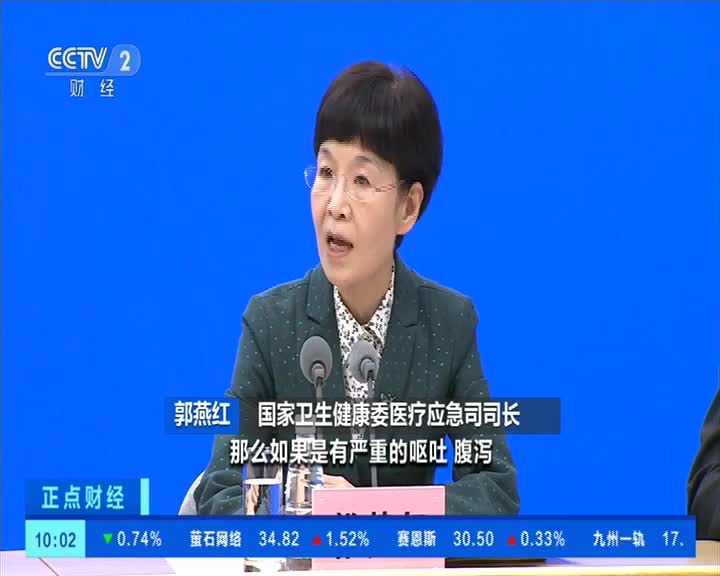 CCTV 2
财经
郭燕红 国家卫生健康委医疗应急司司长
那么如果是有严重的呕吐 腹泻
正点财经
10:02 ▼0.74% 萤石网络 34.82 ▲1.52% 赛恩斯 30.50 ▲0.33% 九州一轨 17.